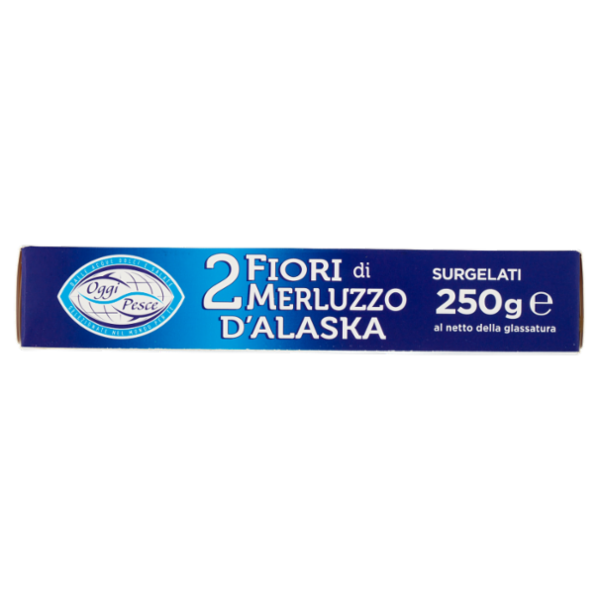 Oggi
Pesce
2 FIORI di
MERLUZZO
D'ALASKA
SURGELATI
250g e
al netto della glassatura